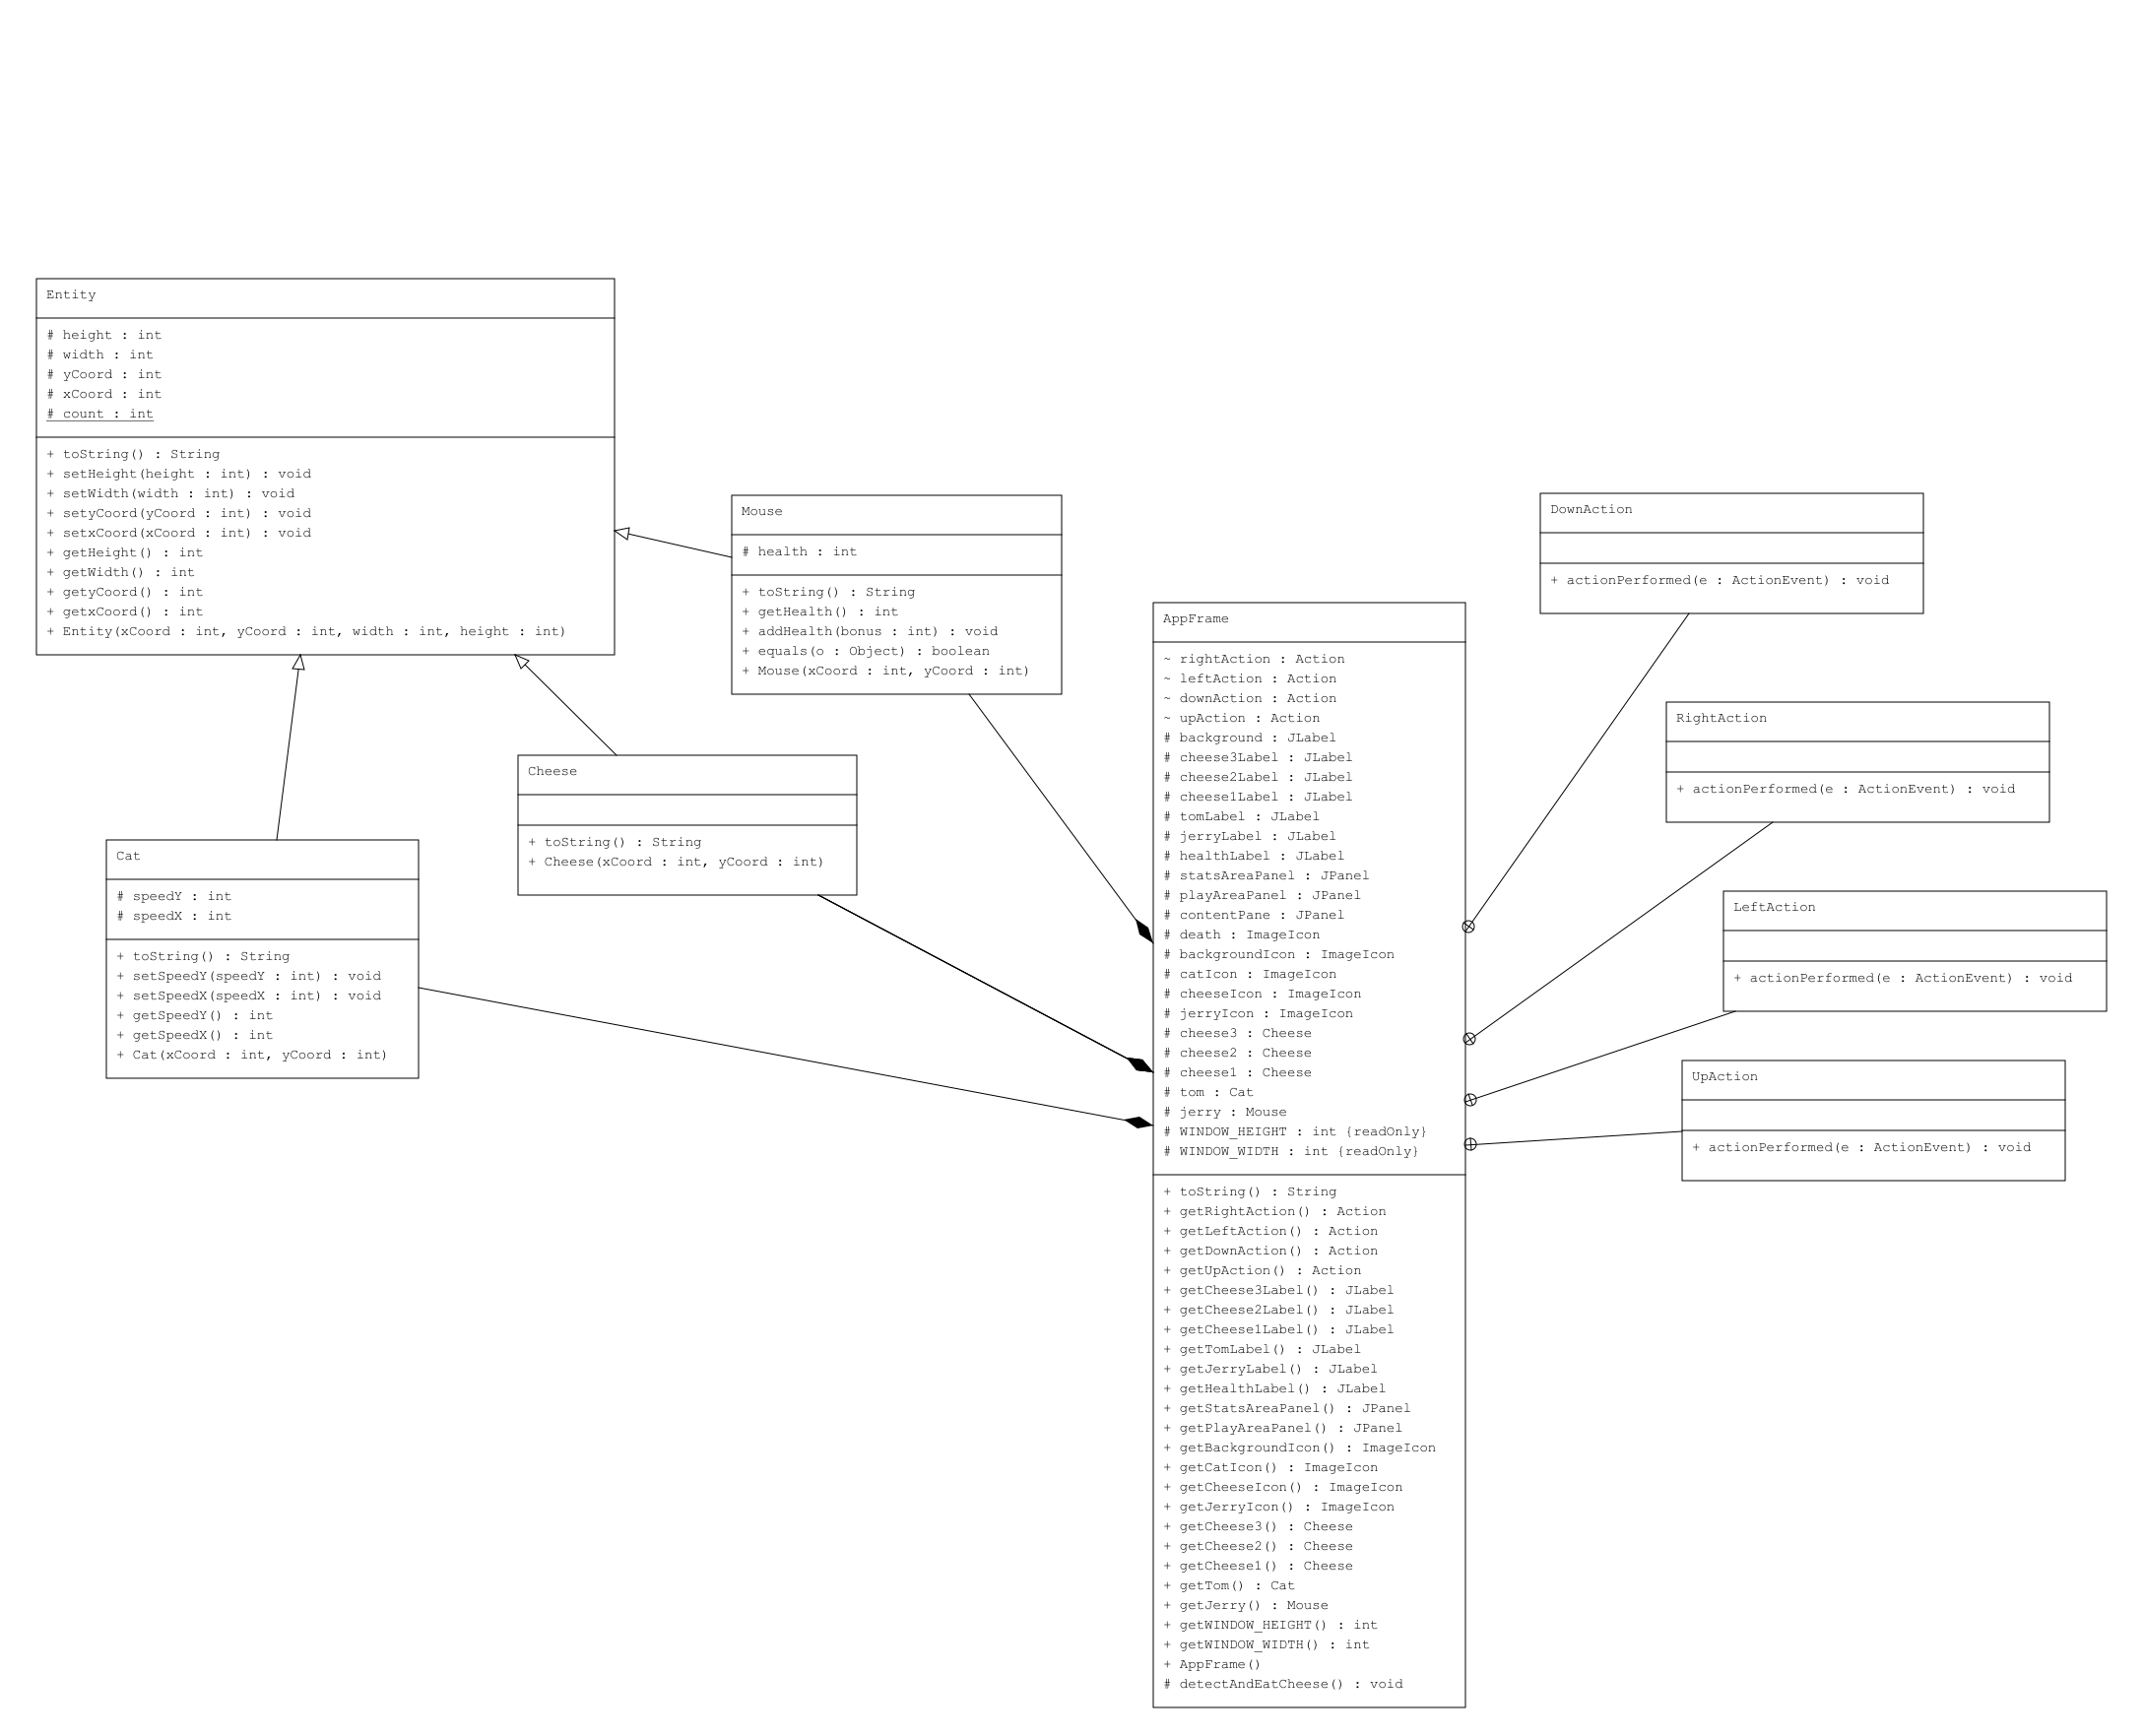 Entity
# height : int
# width : int
# yCoord : int
# xCoord : int
# count : int
+ toString() : String
+ setHeight(height : int) : void
+ setWidth(width : int) : void
+ setyCoord(yCoord : int) : void
+ setxCoord(xCoord : int) : void
+ getHeight() : int
+ getWidth() : int
+ getyCoord() : int
+ getxCoord() : int
+ Entity(xCoord : int, yCoord : int, width : int, height : int)
Mouse
# health : int
+ toString() : String
+ getHealth() : int
+ addHealth(bonus : int) : void
+ equals(o : Object) : boolean
+ Mouse(xCoord : int, yCoord : int)
Cheese
+ toString() : String
+ Cheese(xCoord : int, yCoord : int)
Cat
# speedY : int
# speedX : int
+ toString() : String
+ setSpeedY(speedY : int) : void
+ setSpeedX(speedX : int) : void
+ getSpeedY() : int
+ getSpeedX() : int
+ Cat(xCoord : int, yCoord : int)
AppFrame
~ rightAction : Action
~ leftAction : Action
~ downAction : Action
~ upAction : Action
# background : JLabel
# cheese3Label : JLabel
# cheese2Label : JLabel
# cheese1Label : JLabel
# tomLabel : JLabel
# jerryLabel : JLabel
# healthLabel : JLabel
# statsAreaPanel : JPanel
# playAreaPanel : JPanel
# contentPane : JPanel
# death : ImageIcon
# backgroundIcon : ImageIcon
# catIcon : ImageIcon
# cheeseIcon : ImageIcon
# jerryIcon : ImageIcon
# cheese3 : Cheese
# cheese2 : Cheese
# cheese1 : Cheese
# tom : Cat
# jerry : Mouse
# WINDOW_HEIGHT : int {readOnly}
# WINDOW_WIDTH : int {readOnly}
+ toString() : String
+ getRightAction() : Action
+ getLeftAction() : Action
+ getDownAction() : Action
+ getUpAction() : Action
+ getCheese3Label() : JLabel
+ getCheese2Label() : JLabel
+ getCheese1Label() : JLabel
+ getTomLabel() : JLabel
+ getJerryLabel() : JLabel
+ getHealthLabel() : JLabel
+ getStatsAreaPanel() : JPanel
+ getPlayAreaPanel() : JPanel
+ getBackgroundIcon() : ImageIcon
+ getCatIcon() : ImageIcon
+ getCheeseIcon() : ImageIcon
+ getJerryIcon() : ImageIcon
+ getCheese3() : Cheese
+ getCheese2() : Cheese
+ getCheese1() : Cheese
+ getTom() : Cat
+ getJerry() : Mouse
+ getWINDOW_HEIGHT() : int
+ getWINDOW_WIDTH() : int
+ AppFrame()
# detectAndEatCheese() : void
DownAction
+ actionPerformed(e : ActionEvent) : void
RightAction
+ actionPerformed(e : ActionEvent) : void
LeftAction
+ actionPerformed(e : ActionEvent) : void
UpAction
+ actionPerformed(e : ActionEvent) : void